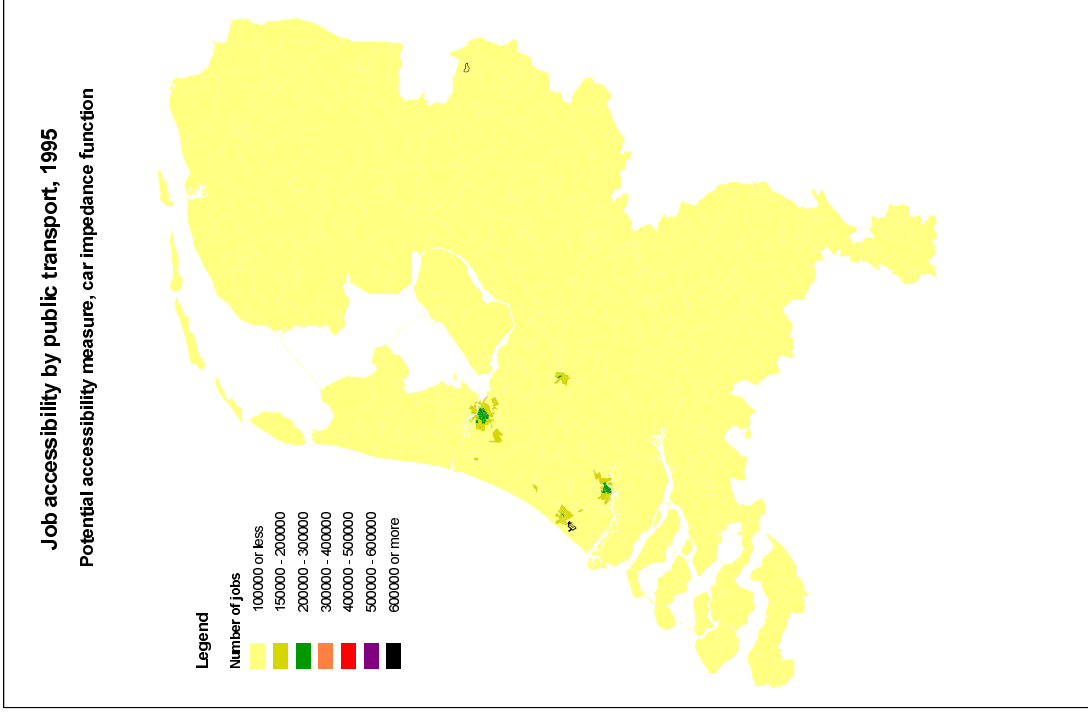 Job accessibility by public transport, 1995
Potential accessibility measure, car impedance function
Legend
Number of jobs
100000 or less
150000 - 200000
200000 - 300000
300000 - 400000
400000 - 500000
500000 - 600000
600000 or more